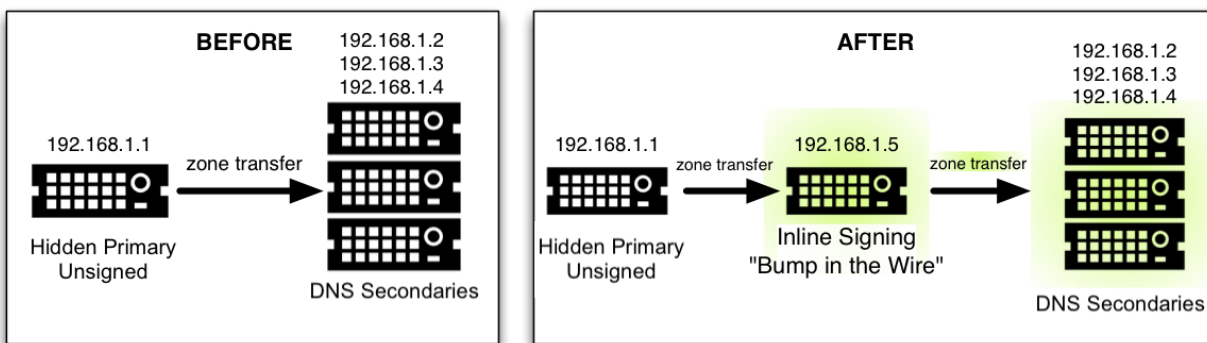 BEFORE
192.168.1.2
192.168.1.3
192.168.1.4
192.168.1.1
zone transfer
Hidden Primary
Unsigned
DNS Secondaries
AFTER
192.168.1.2
192.168.1.3
192.168.1.4
192.168.1.1
zone transfer
192.168.1.5
zone transfer
Hidden Primary
Unsigned
Inline Signing
"Bump in the Wire"
DNS Secondaries